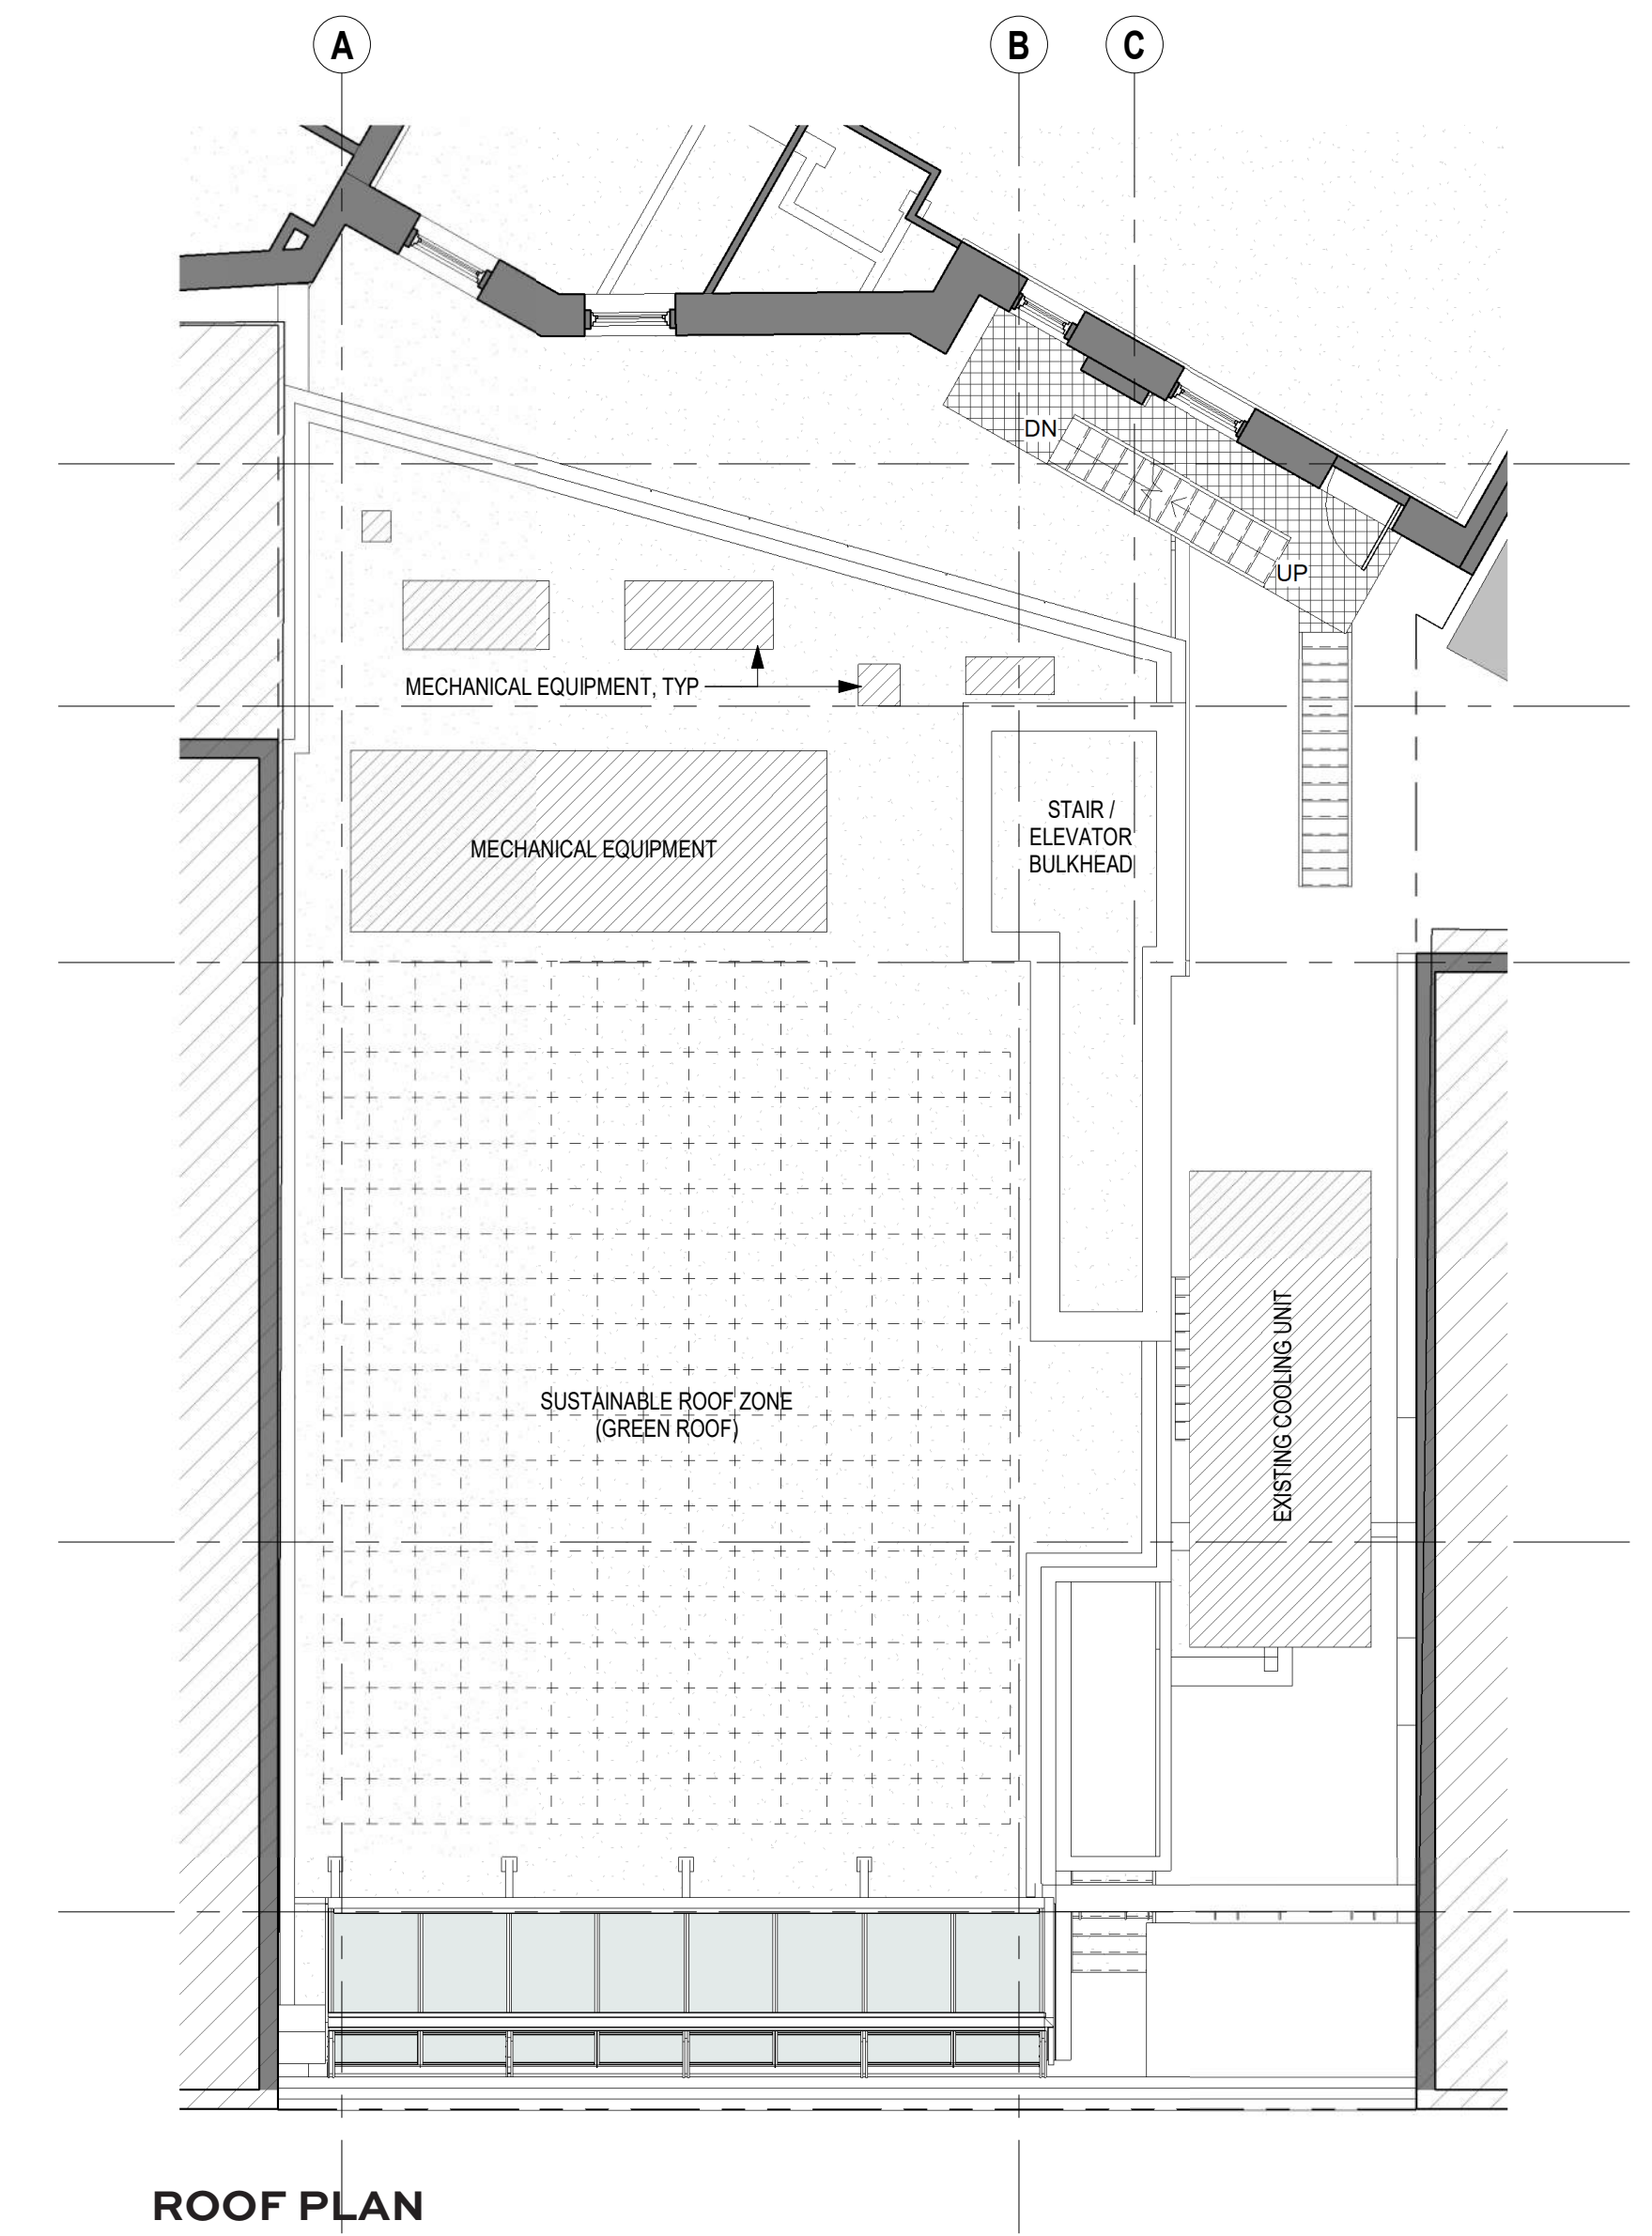 A
B
C
DN
UP
MECHANICAL EQUIPMENT, TYP
MECHANICAL EQUIPMENT
STAIR /
ELEVATOR
BULKHEAD
SUSTAINABLE ROOF ZONE
(GREEN ROOF)
EXISTING COOLING UNIT
ROOF PLAN